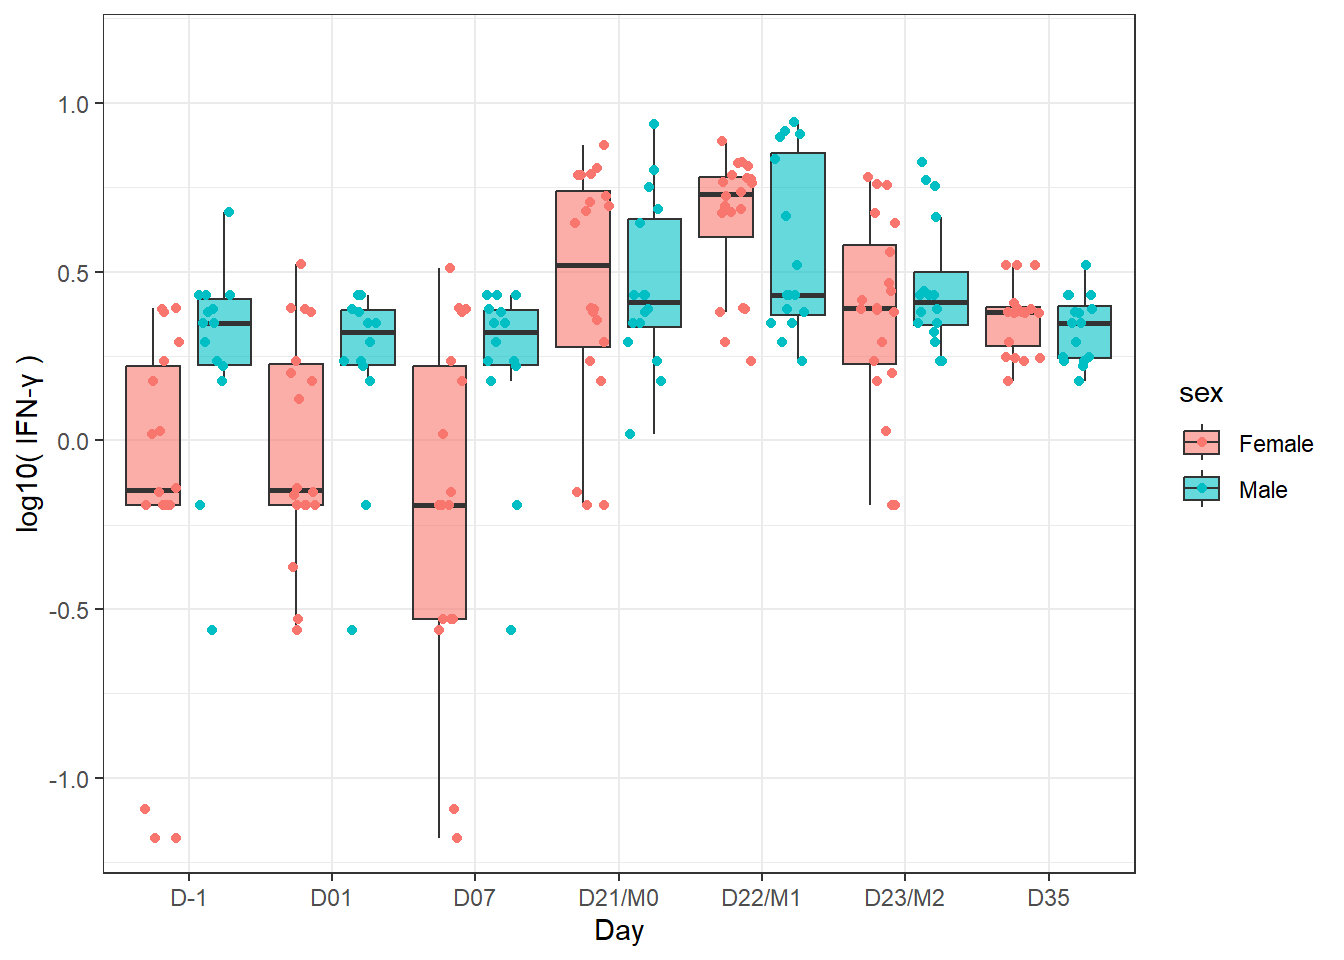 1.0
0.5
0.0
-0.5
-1.0
log10( IFN-γ )
D-1
D01
D07
D21/M0
D22/M1
D23/M2
D35
Day
sex
Female
Male